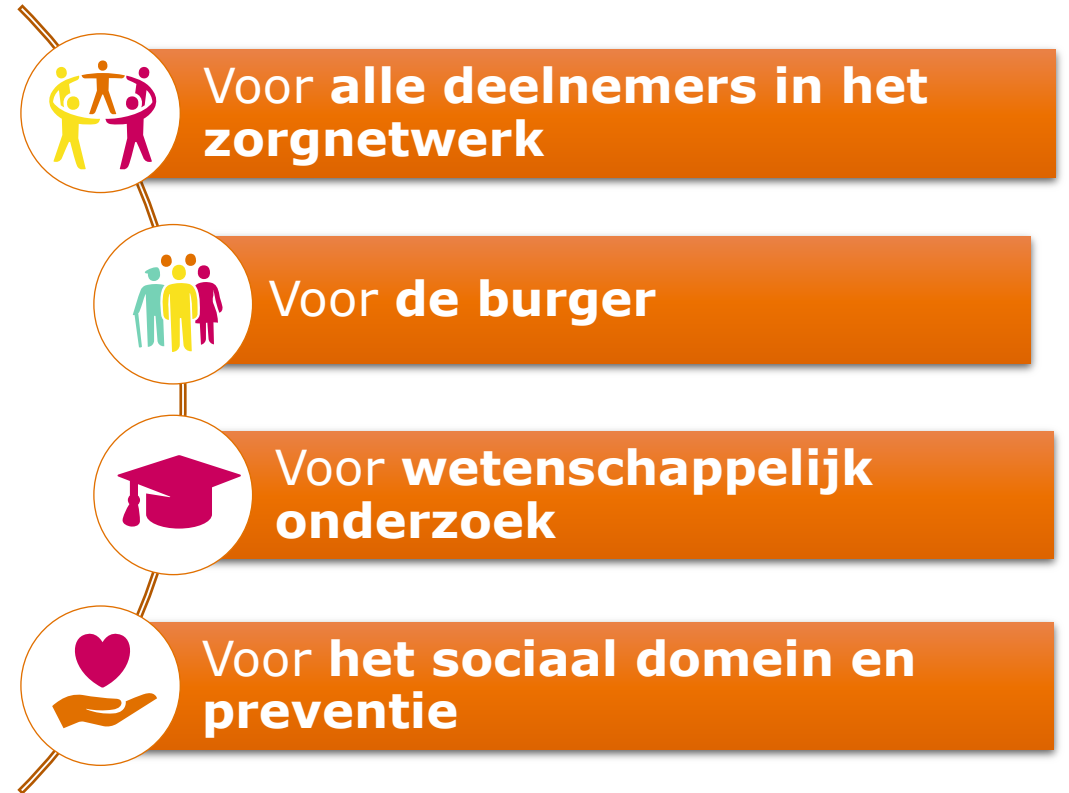 Voor alle deelnemers in het
zorgnetwerk
Voor de burger
Voor wetenschappelijk
onderzoek
Voor het sociaal domein en
preventie